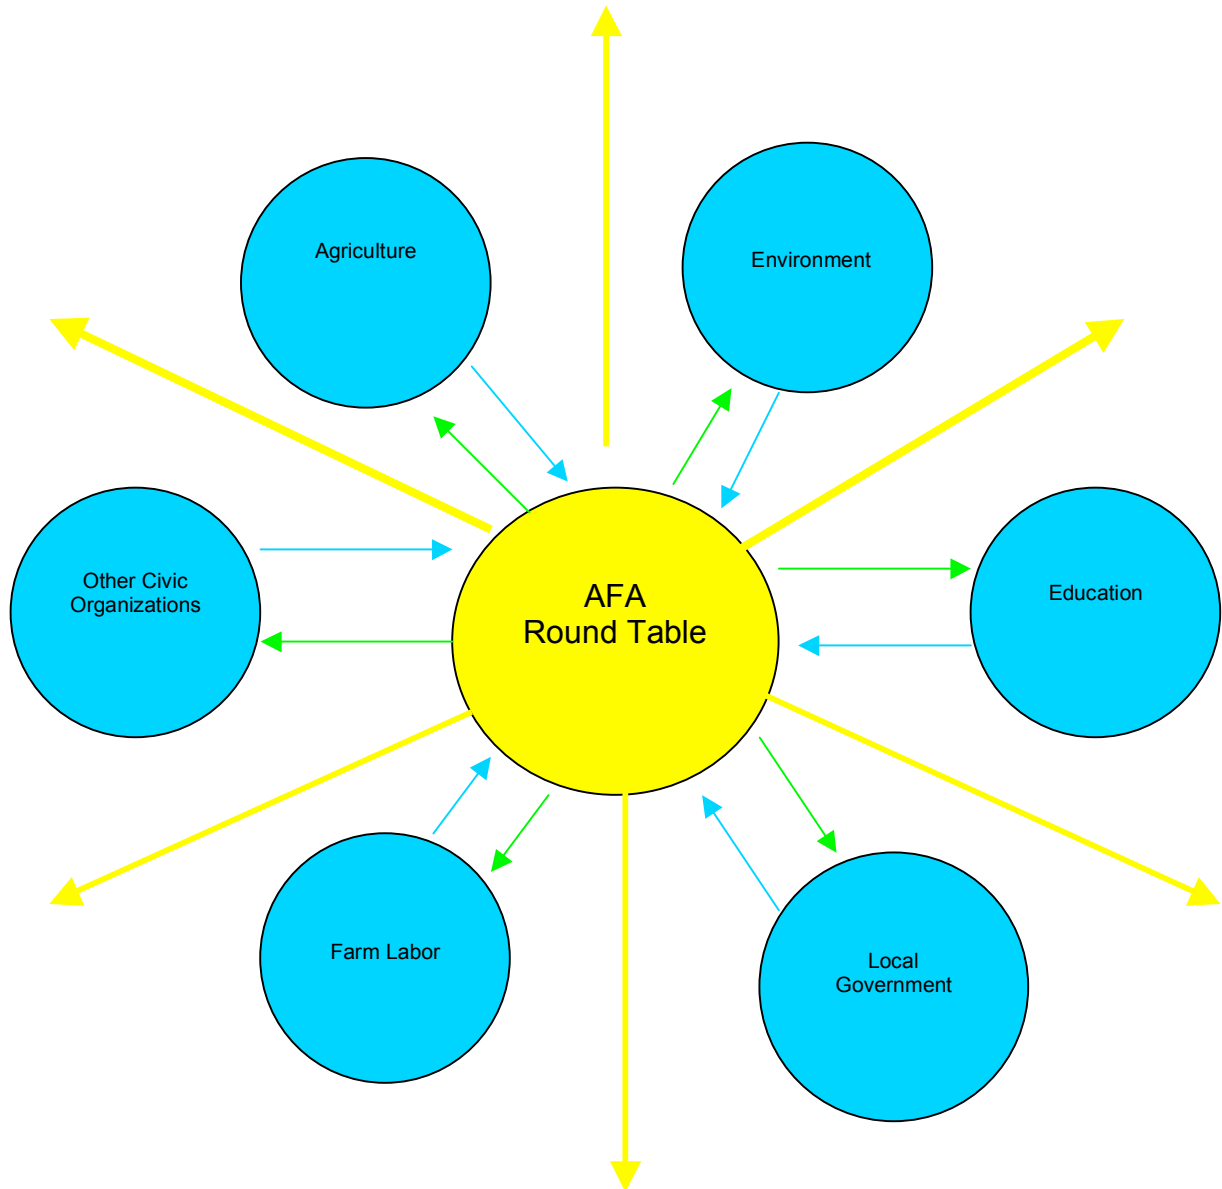 Agriculture
Environment
Other Civic
Organizations
AFA
Round Table
Education
Farm Labor
Local
Government